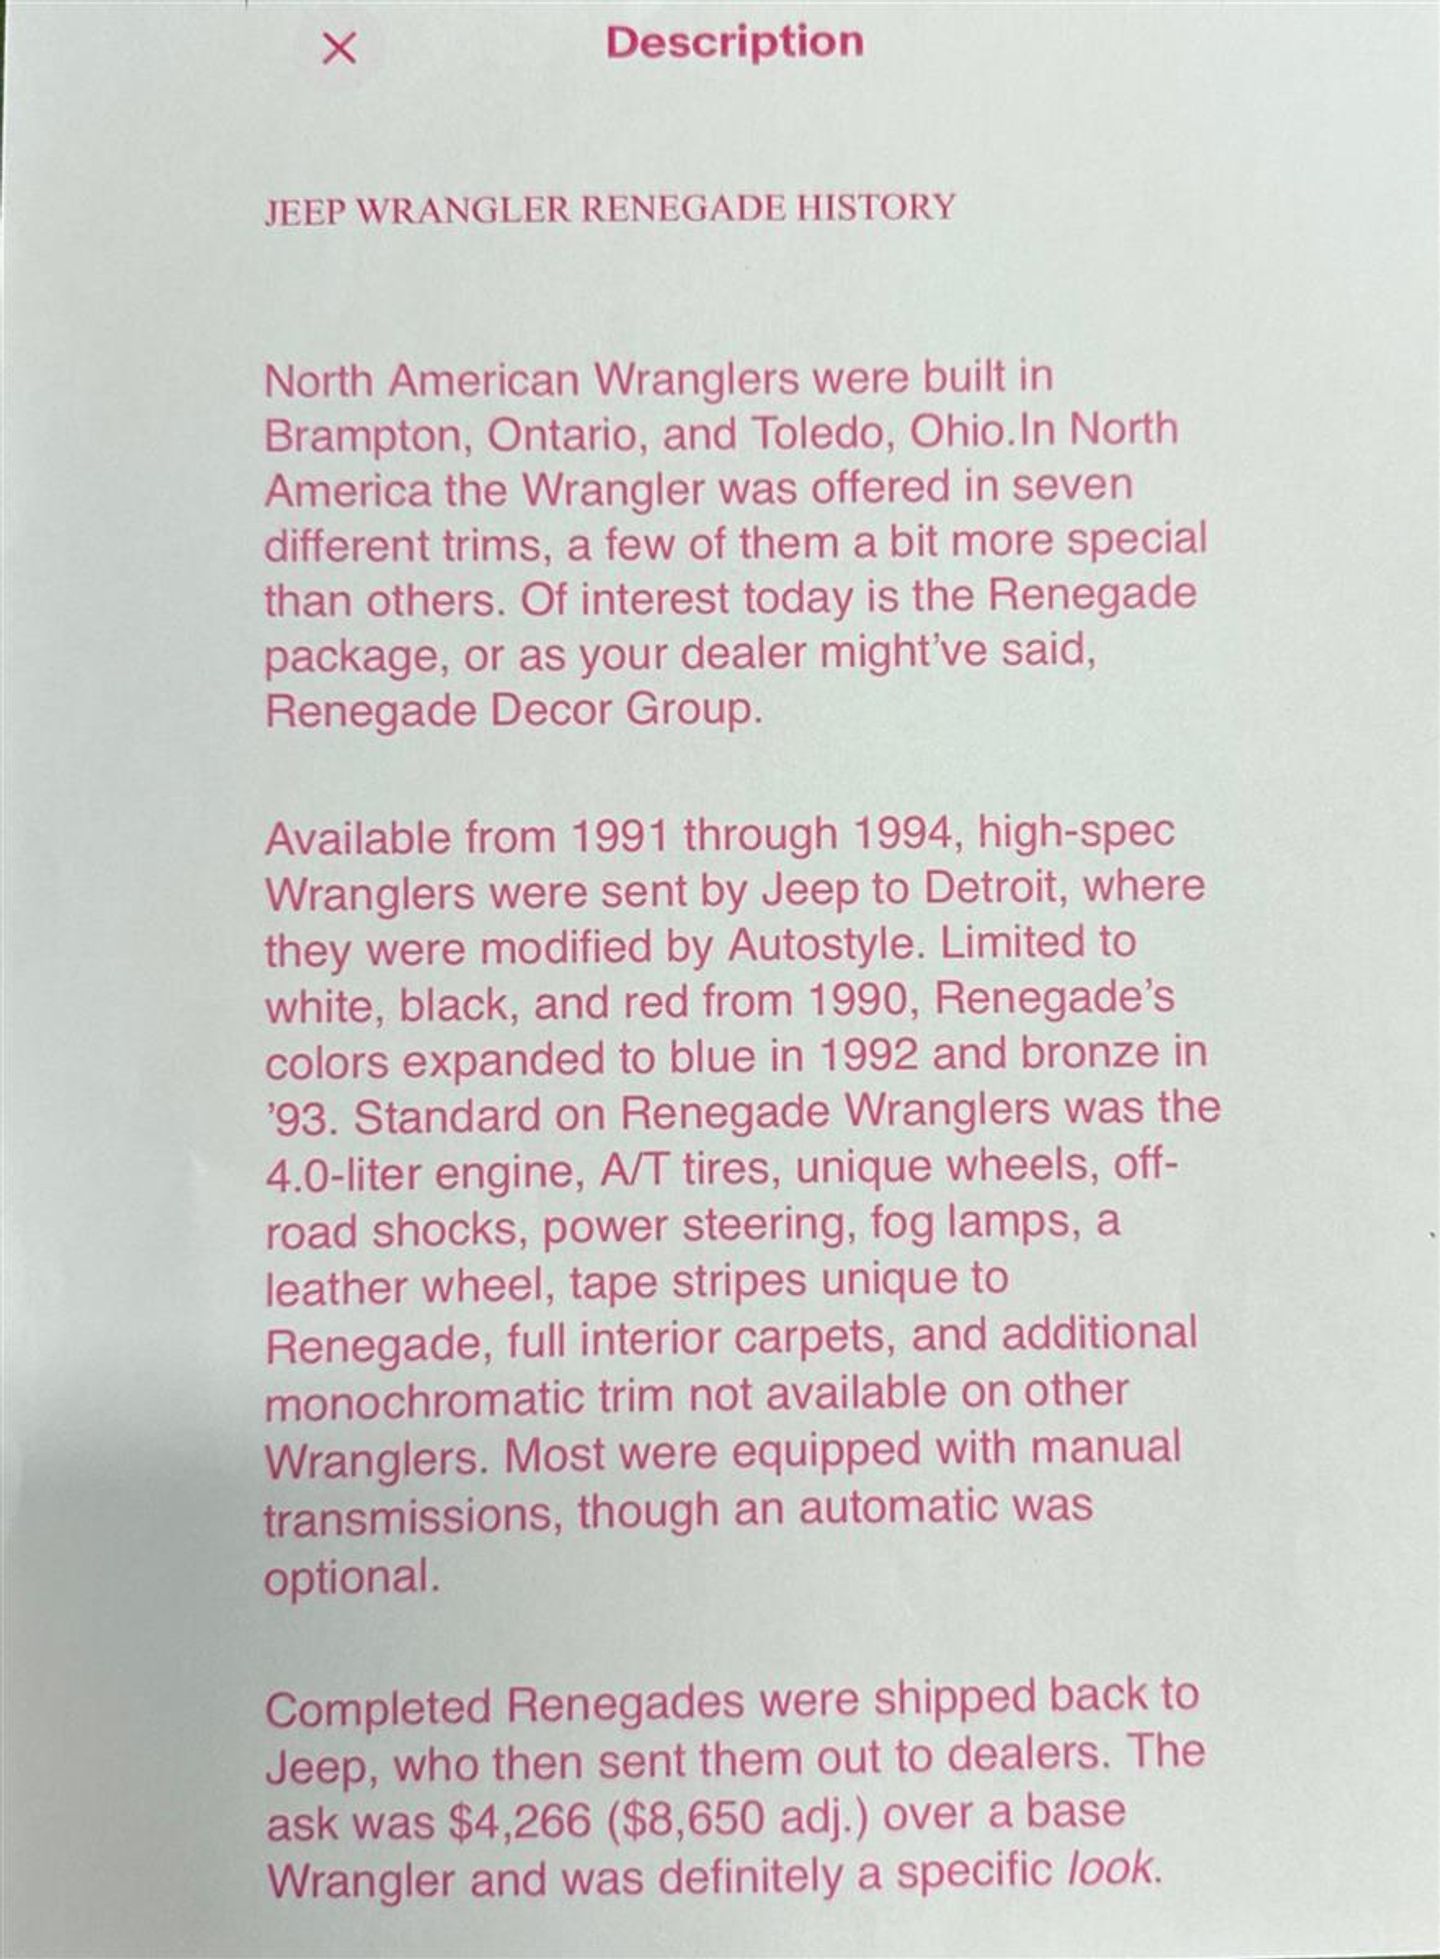 Description
JEEP WRANGLER RENEGADE HISTORY
North American Wranglers were built in
Brampton, Ontario, and Toledo, Ohio.In North
America the Wrangler was offered in seven
different trims, a few of them a bit more special
than others. Of interest today is the Renegade
package, or as your dealer might’ve said,
Renegade Decor Group.
Available from 1991 through 1994, high-spec
Wranglers were sent by Jeep to Detroit, where
they were modified by Autostyle. Limited to
white, black, and red from 1990, Renegade’s
colors expanded to blue in 1992 and bronze in
’93. Standard on Renegade Wranglers was the
4.0-liter engine, A/T tires, unique wheels, off-
road shocks, power steering, fog lamps, a
leather wheel, tape stripes unique to
Renegade, full interior carpets, and additional
monochromatic trim not available on other
Wranglers. Most were equipped with manual
transmissions, though an automatic was
optional.
Completed Renegades were shipped back to
Jeep, who then sent them out to dealers. The
ask was $4,266 ($8,650 adj.) over a base
Wrangler and was definitely a specific look.